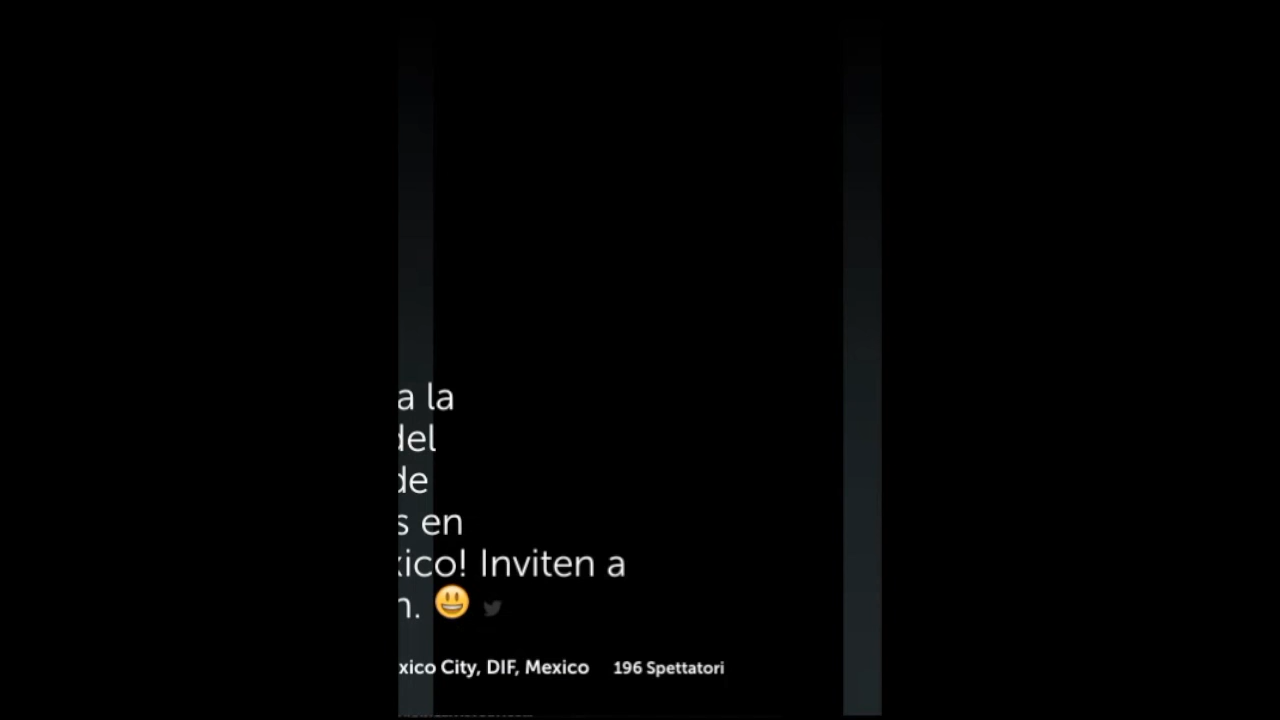 a la
del
de
s en
xico! Inviten a
n. 😃
xico City, DIF, Mexico 196 Spettatori